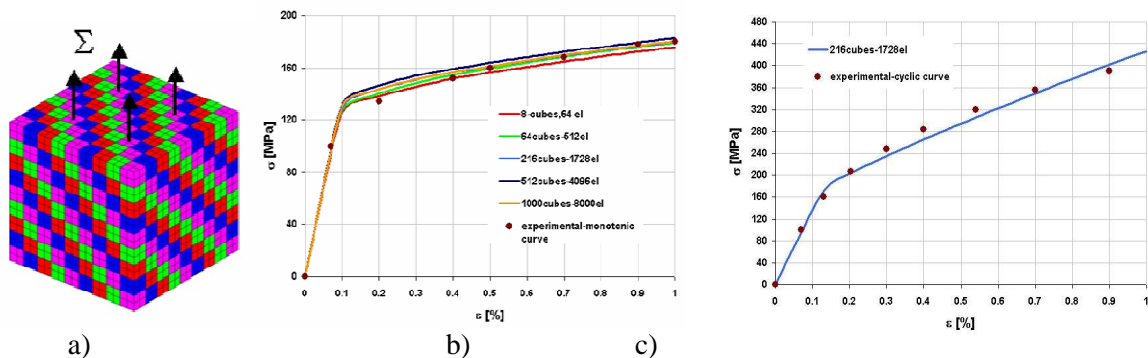 Σ
a)
σ [MPa]
200
160
120
80
40
0
8-cubes,64 el
64cubes-512el
216cubes-1728el
512cubes-4066el
1000cubes-8000el
experimental-monotonic
curve
0 0.1 0.2 0.3 0.4 0.5 0.6 0.7 0.8 0.9 1
ε [%]
b)
c)
σ [MPa]
480
440
400
360
320
280
240
200
160
120
80
40
0
216cubes-1728el
experimental-cyclic curve
0 0.1 0.2 0.3 0.4 0.5 0.6 0.7 0.8 0.9 1
ε [%]